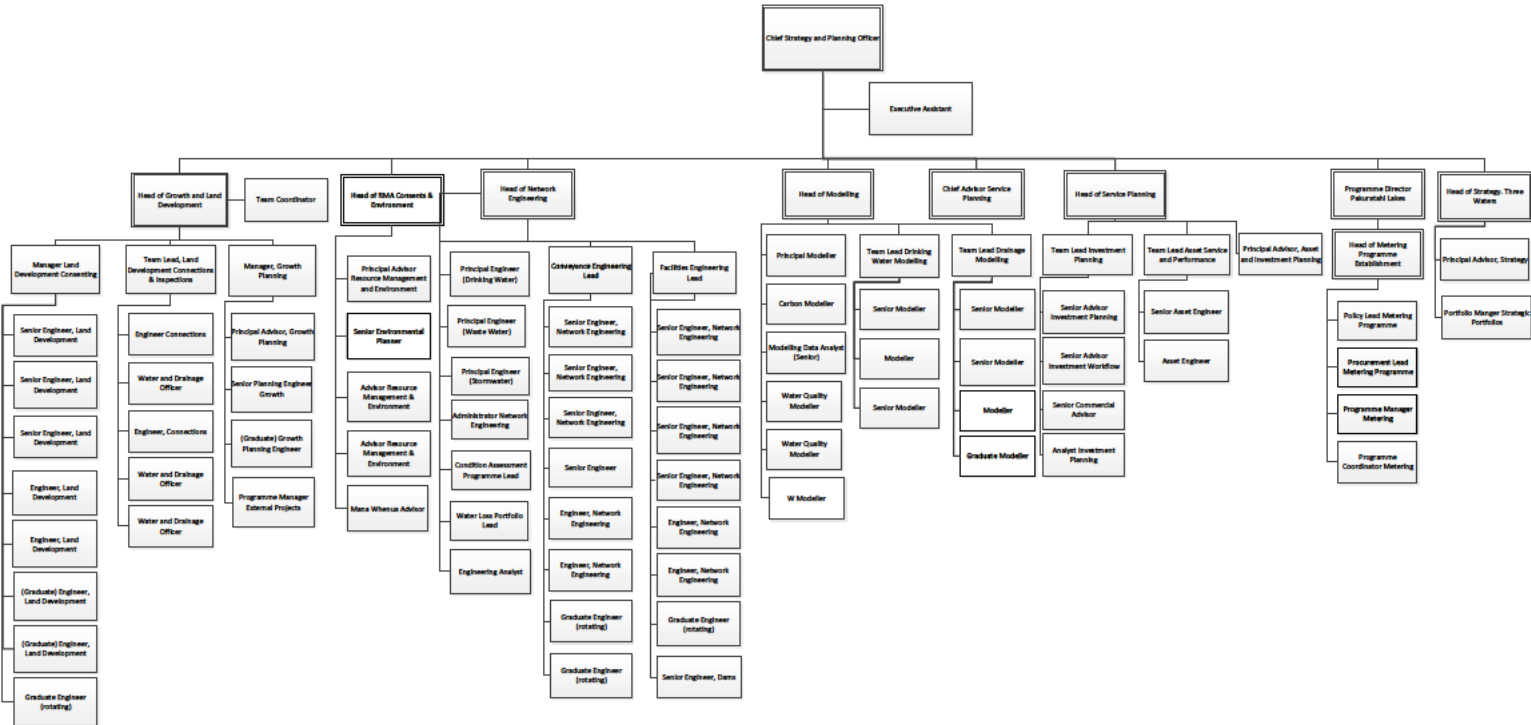 Chief Strategy and Planning Officer
Executive Assistant
Head of Growth and Land
Development
Team Coordinator
Head of RMA Consents &
Environment
Head of Network
Engineering
Head of Modelling
Chief Advisor Service
Planning
Head of Service Planning
Programme Director
Pakuratahi Lakes
Head of Strategy. Three
Waters
Manager Land
Development Consenting
Team Lead, Land
Development Connections
& Inspections
Manager, Growth
Planning
Principal Advisor
Resource Management
and Environment
Principal Engineer
(Drinking Water)
Conveyance Engineering
Lead
Facilities Engineering
Lead
Principal Modeller
Team Lead Drinking
Water Modelling
Team Lead Drainage
Modelling
Team Lead Investment
Planning
Team Lead Asset Service
and Performance
Principal Advisor, Asset
and Investment Planning
Head of Metering
Programme
Establishment
Principal Advisor, Strategy
Portfolio Manger Strategic
Portfolios
Senior Engineer, Land
Development
Senior Engineer, Land
Development
Senior Engineer, Land
Development
Engineer, Land
Development
Engineer, Land
Development
(Graduate) Engineer,
Land Development
(Graduate) Engineer,
Land Development
Graduate Engineer
(rotating)
Engineer Connections
Water and Drainage
Officer
Engineer, Connections
Water and Drainage
Officer
Water and Drainage
Officer
Principal Advisor, Growth
Planning
Senior Planning Engineer
Growth
(Graduate) Growth
Planning Engineer
Programme Manager
External Projects
Senior Environmental
Planner
Advisor Resource
Management &
Environment
Advisor Resource
Management &
Environment
Mana Whenua Advisor
Principal Engineer
(Waste Water)
Principal Engineer
(Stormwater)
Administrator Network
Engineering
Condition Assessment
Programme Lead
Water Loss Portfolio
Lead
Engineering Analyst
Senior Engineer,
Network Engineering
Senior Engineer,
Network Engineering
Senior Engineer,
Network Engineering
Senior Engineer
Engineer, Network
Engineering
Engineer, Network
Engineering
Graduate Engineer
(rotating)
Graduate Engineer
(rotating)
Senior Engineer, Network
Engineering
Senior Engineer, Network
Engineering
Senior Engineer, Network
Engineering
Senior Engineer, Network
Engineering
Engineer, Network
Engineering
Engineer, Network
Engineering
Graduate Engineer
(rotating)
Senior Engineer, Dams
Carbon Modeller
Modelling Data Analyst
(Senior)
Water Quality
Modeller
Water Quality
Modeller
W Modeller
Senior Modeller
Modeller
Senior Modeller
Senior Modeller
Senior Modeller
Modeller
Graduate Modeller
Senior Advisor
Investment Planning
Senior Advisor
Investment Workflow
Senior Commercial
Advisor
Analyst Investment
Planning
Senior Asset Engineer
Asset Engineer
Policy Lead Metering
Programme
Procurement Lead
Metering Programme
Programme Manager
Metering
Programme
Coordinator Metering